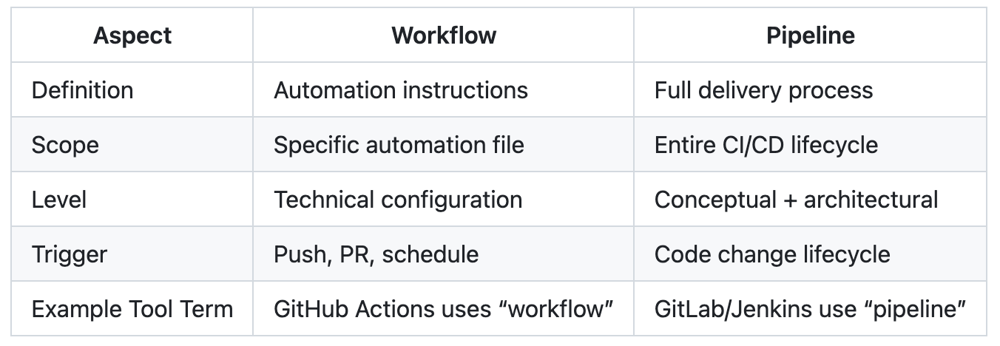 Aspect Workflow Pipeline
Definition Automation instructions Full delivery process
Scope Specific automation file Entire CI/CD lifecycle
Level Technical configuration Conceptual + architectural
Trigger Push, PR, schedule Code change lifecycle
Example Tool Term GitHub Actions uses “workflow” GitLab/Jenkins use “pipeline”